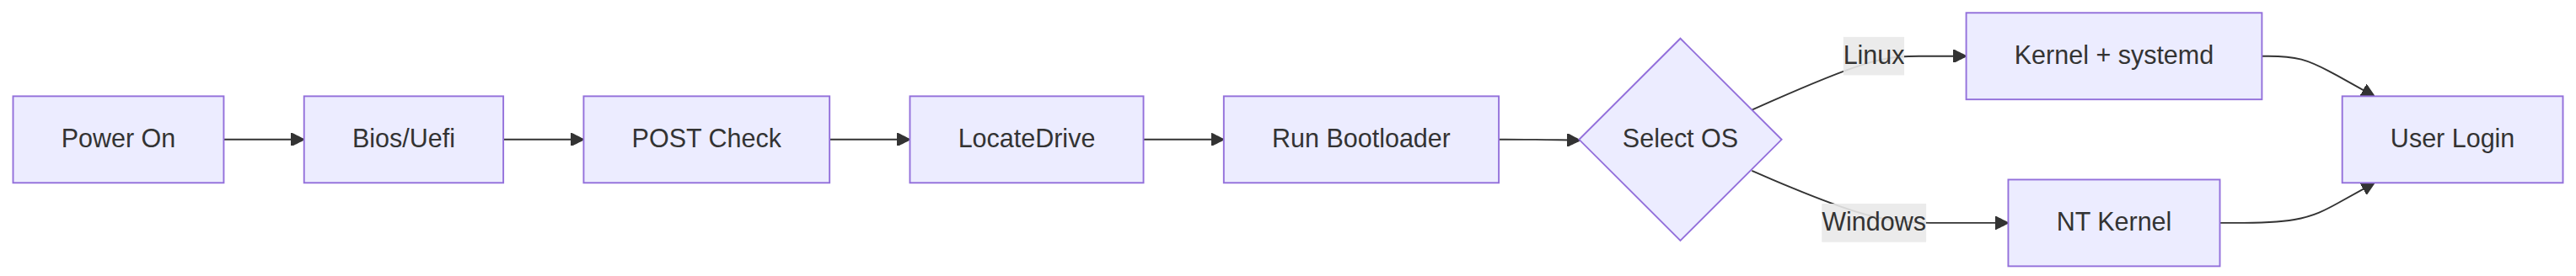 Power On
Bios/Uefi
POST Check
LocateDrive
Run Bootloader
Select OS
Linux
Kernel + systemd
Windows
NT Kernel
User Login